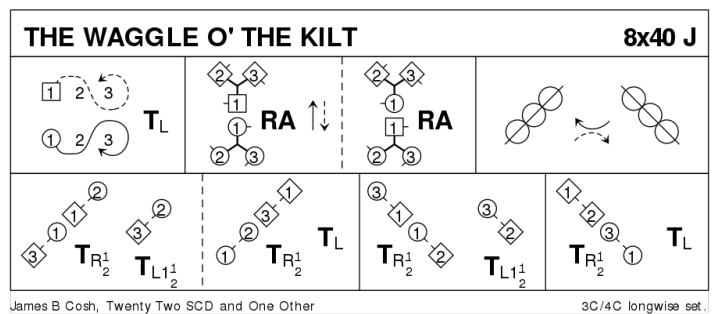 THE WAGGLE O' THE KILT 8x40 J
1 2 3
1 2 3
T L
2 3
1
1
2 3
RA
2 3
1
1
2 3
RA
3 1 1 2
T R 1 2
3 2
T L 1 1 2
1 2 3 1
T R 1 2
T L
3 1 1 2
T R 1 2
3 2
T L 1 1 2
1 2 3 1
T R 1 2
T L
James B Cosh, Twenty Two SCD and One Other 3C/4C longwise set.